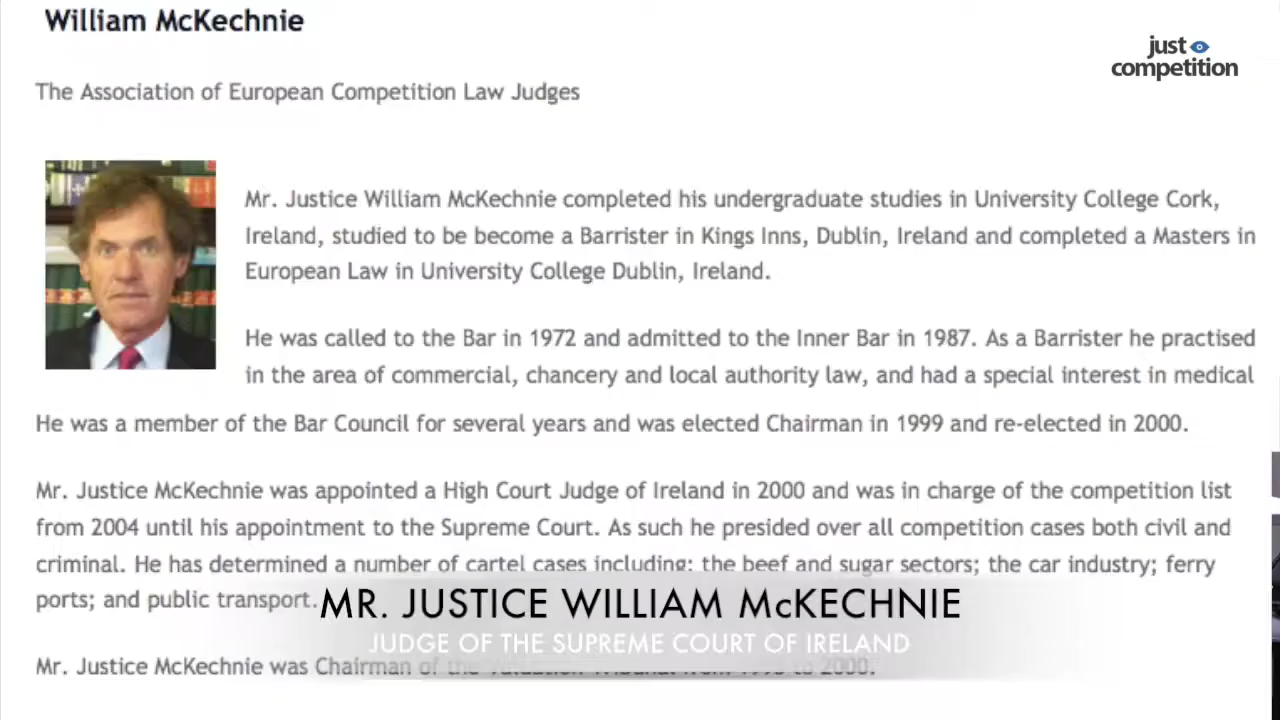 William McKechnie
just
competition
The Association of European Competition Law Judges
Mr. Justice William McKechnie completed his undergraduate studies in University College Cork,
Ireland, studied to be become a Barrister in Kings Inns, Dublin, Ireland and completed a Masters in
European Law in University College Dublin, Ireland.
He was called to the Bar in 1972 and admitted to the Inner Bar in 1987. As a Barrister he practised
in the area of commercial, chancery and local authority law, and had a special interest in medical
He was a member of the Bar Council for several years and was elected Chairman in 1999 and re-elected in 2000.
Mr. Justice McKechnie was appointed a High Court Judge of Ireland in 2000 and was in charge of the competition list
from 2004 until his appointment to the Supreme Court. As such he presided over all competition cases both civil and
criminal. He has determined a number of cartel cases including: the beef and sugar sectors; the car industry; ferry
ports; and public transport.
MR. JUSTICE WILLIAM McKECHNIE
JUDGE OF THE SUPREME COURT OF IRELAND
Mr. Justice McKechnie was Chairman of the Valuation Tribunal from 1995 to 2000.